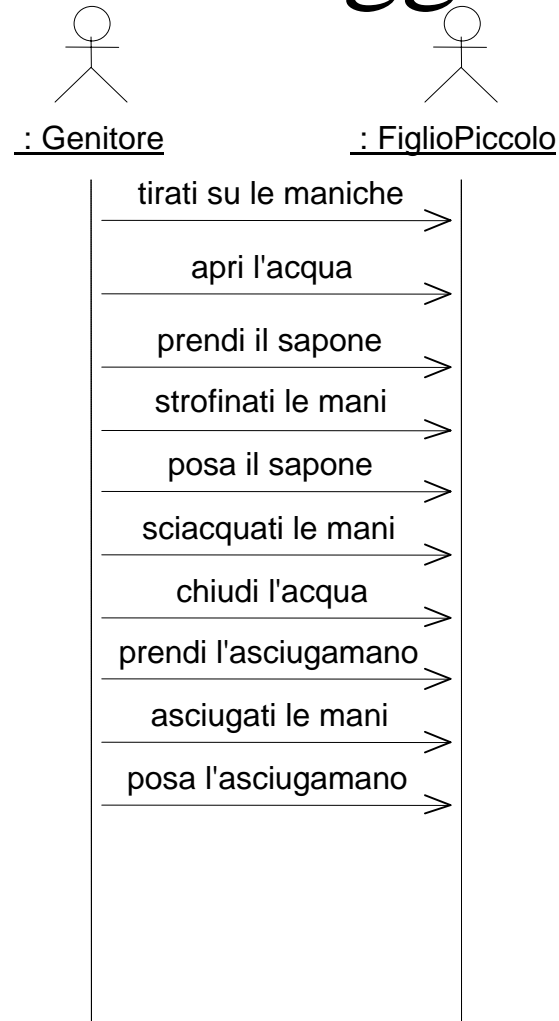 : Genitore
: FiglioPiccolo
tirati su le maniche
apri l'acqua
prendi il sapone
strofinati le mani
posa il sapone
sciacquati le mani
chiudi l'acqua
prendi l'asciugamano
asciugati le mani
posa l'asciugamano